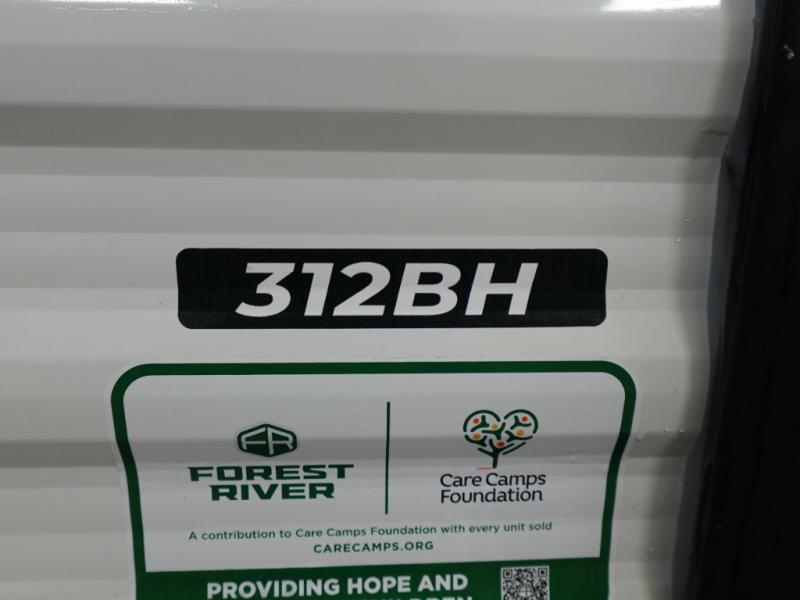 312BH
FR
FOREST
RIVER
Care Camps
Foundation
A contribution to Care Camps Foundation with every unit sold
CARECAMPS.ORG
PROVIDING HOPE AND